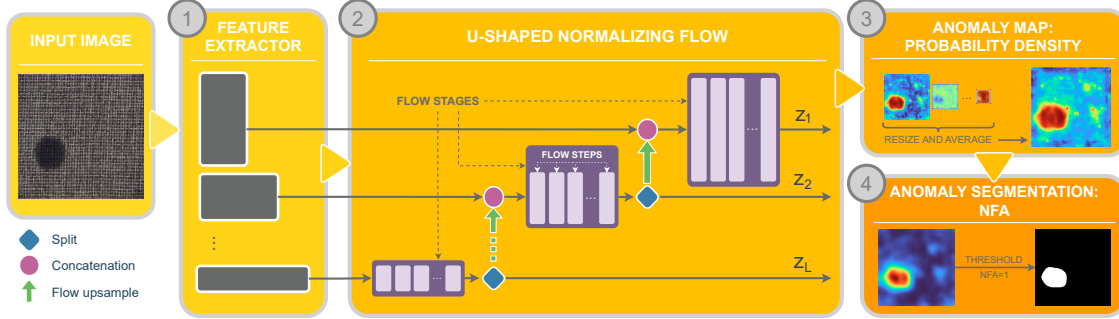 INPUT IMAGE
Split
Concatenation
Flow upsample
1
FEATURE
EXTRACTOR
⋮
2
U-SHAPED NORMALIZING FLOW
FLOW STAGES
FLOW STEPS
...
...
...
z1
z2
zL
3
ANOMALY MAP:
PROBABILITY DENSITY
...
RESIZE AND AVERAGE
4
ANOMALY SEGMENTATION:
NFA
THRESHOLD
NFA=1